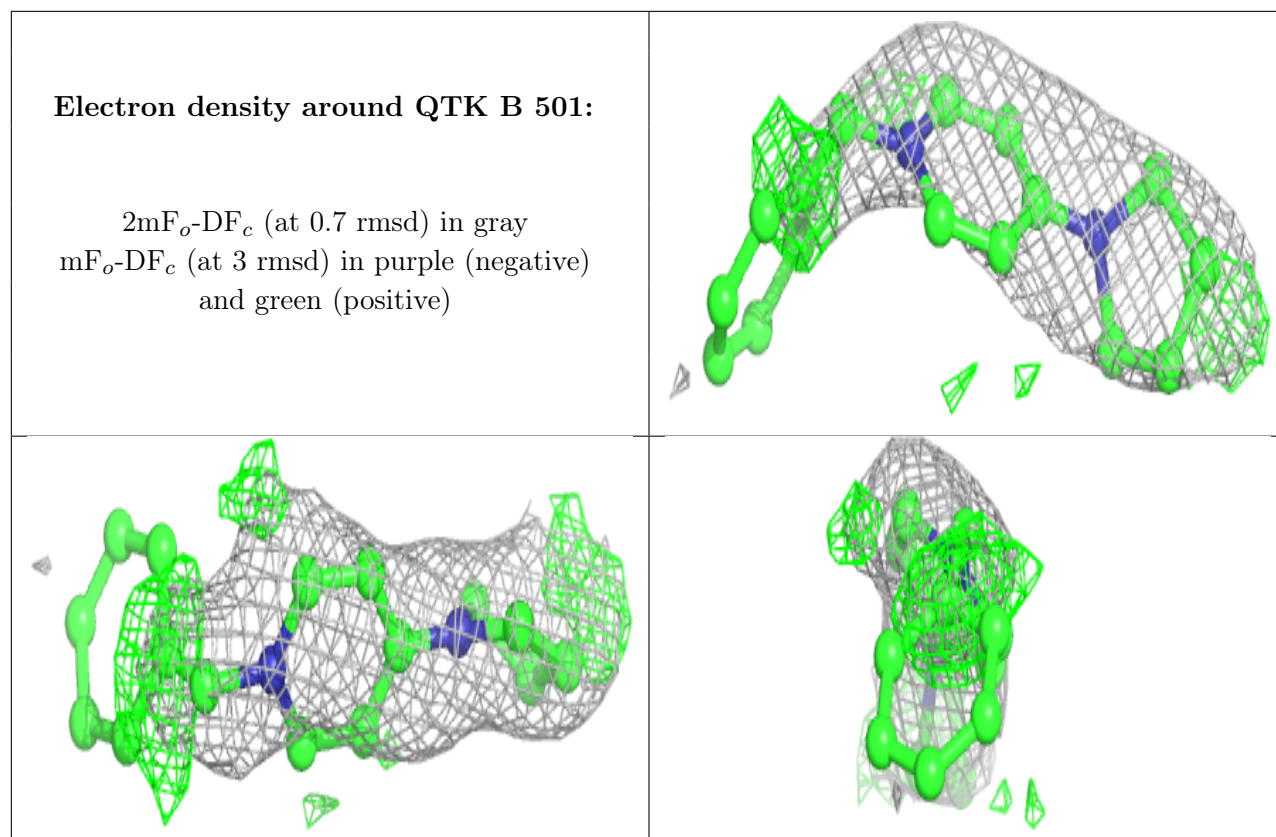 Electron density around QTK B 501:
2mFo-DFc (at 0.7 rmsd) in gray
mFo-DFc (at 3 rmsd) in purple (negative)
and green (positive)